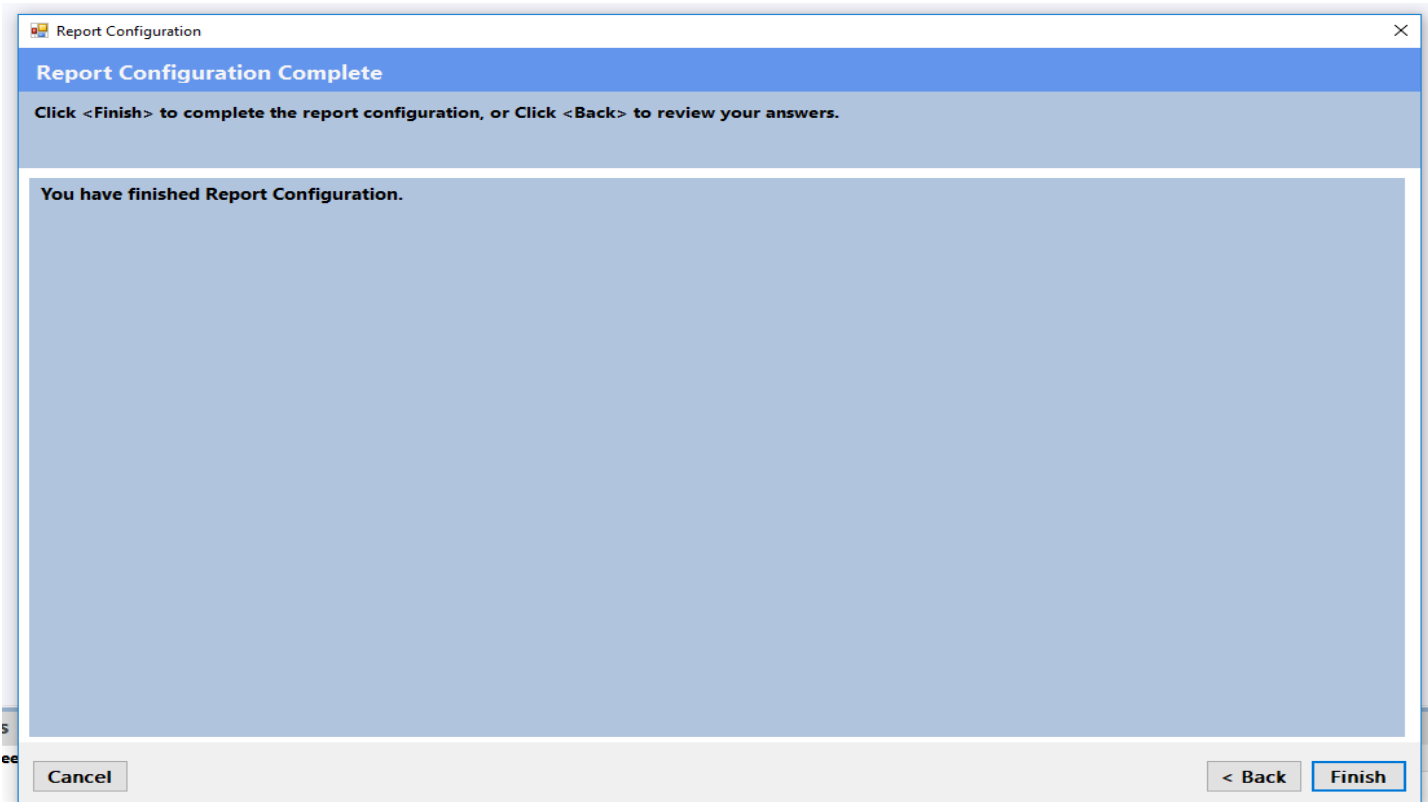 Report Configuration
Report Configuration Complete
Click <Finish> to complete the report configuration, or Click <Back> to review your answers.
You have finished Report Configuration.
s
ee
Cancel
< Back
Finish